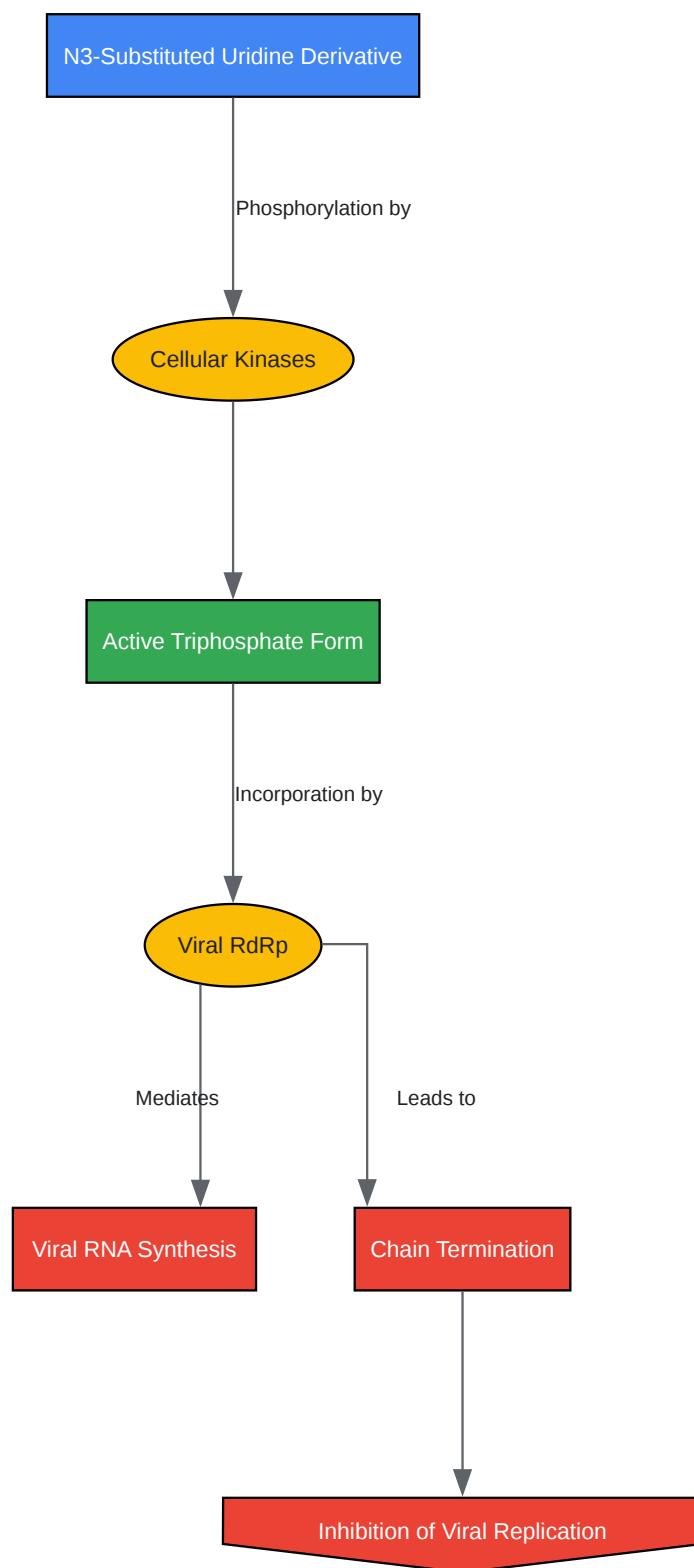 N3-Substituted Uridine Derivative
Phosphorylation by
Cellular Kinases
Active Triphosphate Form
Incorporation by
Viral RdRp
Mediates
Leads to
Viral RNA Synthesis
Chain Termination
Inhibition of Viral Replication